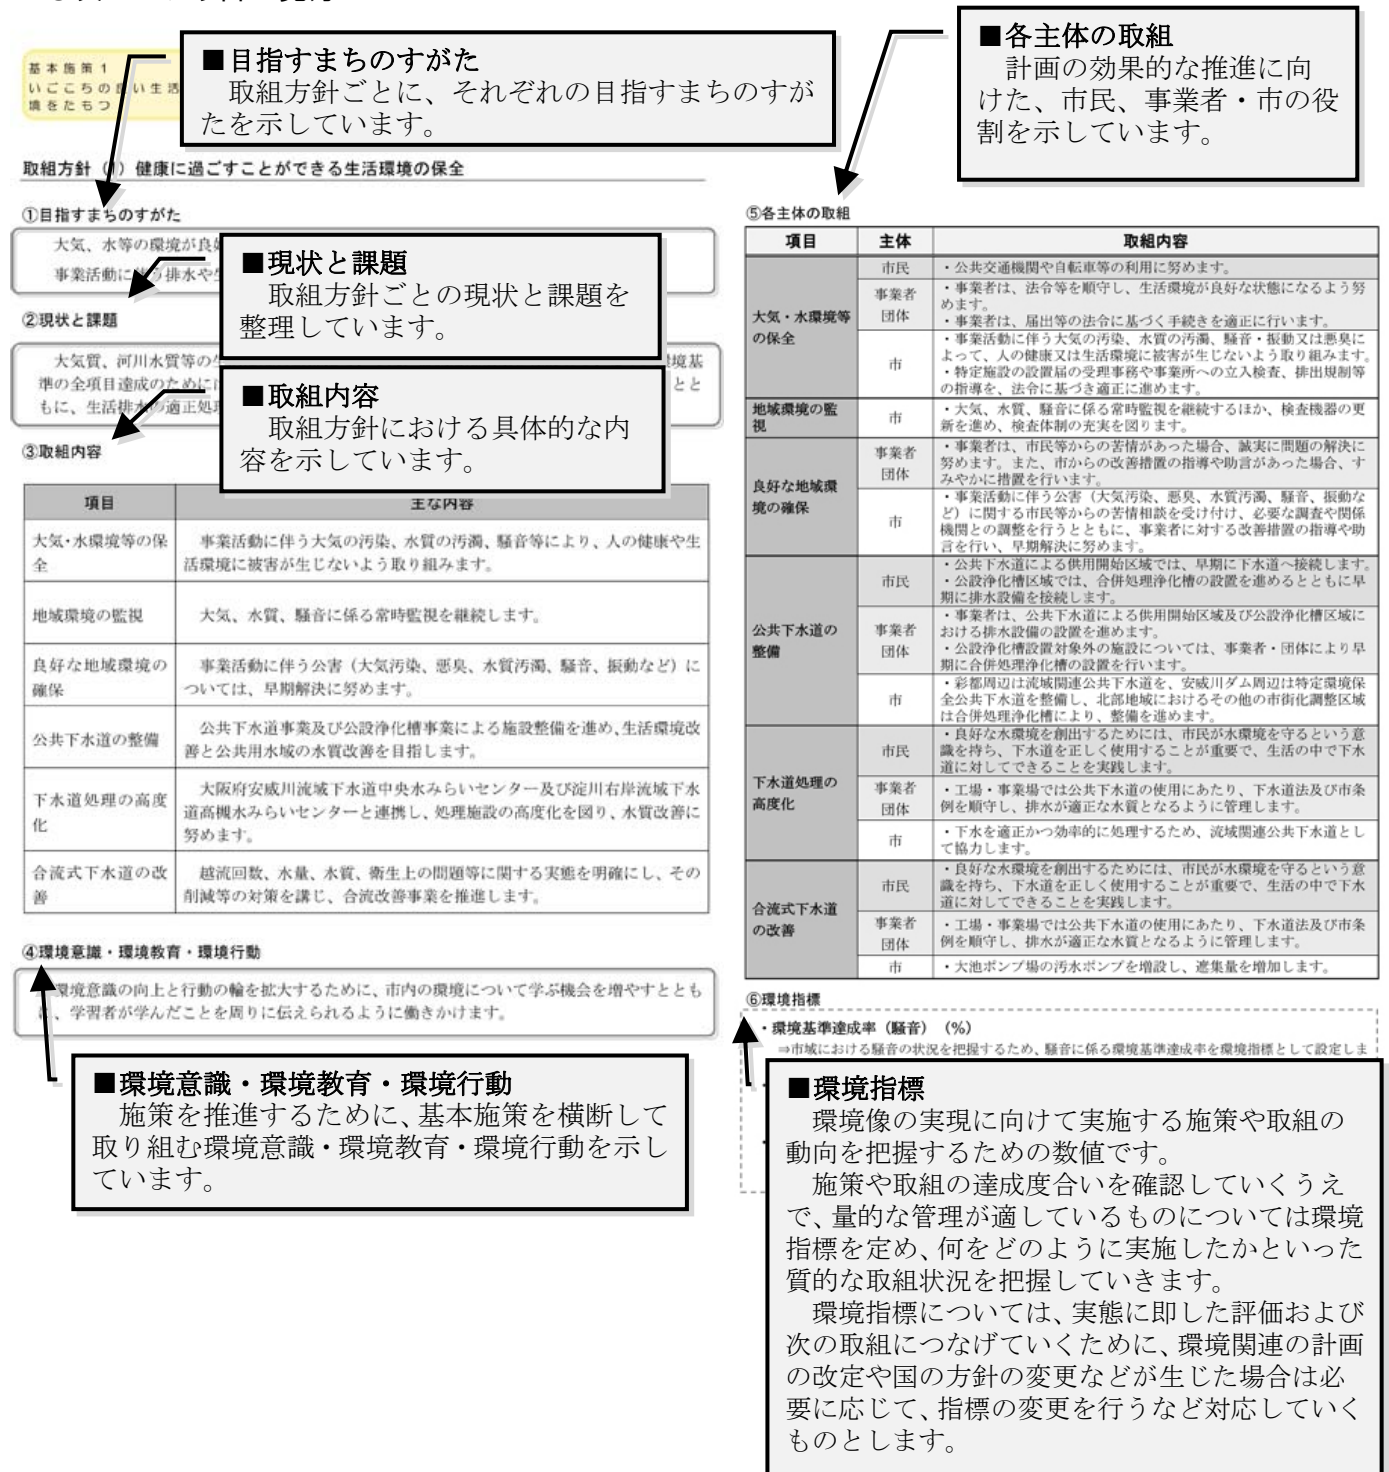 基本施策1
いごこちの良い生活
境をたもつ
■目指すまちのすがた
取組方針ごとに、それぞれの目指すまちのすが
たを示しています。
■各主体の取組
計画の効果的な推進に向
けた、市民、事業者・市の役
割を示しています。
取組方針(1)健康に過ごすことができる生活環境の保全
①目指すまちのすがた
大気、水等の環境が良好
事業活動に伴う排水や生
■現状と課題
取組方針ごとの現状と課題を
整理しています。
②現状と課題
大気質、河川水質等の
準の全項目達成のためには
もに、生活排水の適正処理
■取組内容
取組方針における具体的な内
容を示しています。
③取組内容
項目 主な内容
大気・水環境等の保
全
事業活動に伴う大気の汚染、水質の汚濁、騒音等により、人の健康や生
活環境に被害が生じないよう取り組みます。
地域環境の監視 大気、水質、騒音に係る常時監視を継続します。
良好な地域環境の
確保
事業活動に伴う公害（大気汚染、悪臭、水質汚濁、騒音、振動など）に
ついては、早期解決に努めます。
公共下水道の整備
公共下水道事業及び公設浄化槽事業による施設整備を進め、生活環境改
善と公共用水域の水質改善を目指します。
下水道処理の高度
化
大阪府安威川流域下水道中央水みらいセンター及び淀川右岸流域下水
道高槻水みらいセンターと連携し、処理施設の高度化を図り、水質改善に
努めます。
合流式下水道の改
善
越流回数、水量、水質、衛生上の問題等に関する実態を明確にし、その
削減等の対策を講じ、合流改善事業を推進します。
④環境意識・環境教育・環境行動
環境意識の向上と行動の輪を拡大するために、市内の環境について学ぶ機会を増やすととも
に、学習者が学んだことを周りに伝えられるように働きかけます。
■環境意識・環境教育・環境行動
施策を推進するために、基本施策を横断して
取り組む環境意識・環境教育・環境行動を示し
ています。
⑤各主体の取組
項目 主体 取組内容
大気・水環境等
の保全
市民
・公共交通機関や自転車等の利用に努めます。
事業者
団体
・事業者は、法令等を順守し、生活環境が良好な状態になるよう努
めます。
・事業者は、届出等の法令に基づく手続きを適正に行います。
市
・事業活動に伴う大気の汚染、水質の汚濁、騒音・振動又は悪臭に
よって、人の健康又は生活環境に被害が生じないよう取り組みます。
・特定施設の設置届の受理事務や事業所への立入検査、排出規制等
の指導を、法令に基づき適正に進めます。
地域環境の監
視
市
・大気、水質、騒音に係る常時監視を継続するほか、検査機器の更
新を進め、検査体制の充実を図ります。
良好な地域環
境の確保
事業者
団体
・事業者は、市民等からの苦情があった場合、誠実に問題の解決に
努めます。また、市からの改善措置の指導や助言があった場合、す
みやかに措置を行います。
市
・事業活動に伴う公害（大気汚染、悪臭、水質汚濁、騒音、振動な
ど）に関する市民等からの苦情相談を受け付け、必要な調査や関係
機関との調整を行うとともに、事業者に対する改善措置の指導や助
言を行い、早期解決に努めます。
公共下水道の
整備
市民
・公共下水道による供用開始区域では、早期に下水道へ接続します。
・公設浄化槽区域では、合併処理浄化槽の設置を進めるとともに早
期に排水設備を接続します。
事業者
団体
・事業者は、公共下水道による供用開始区域及び公設浄化槽区域に
おける排水設備の設置を進めます。
・公設浄化槽設置対象外の施設については、事業者・団体により早
期に合併処理浄化槽の設置を行います。
市
・彩都周辺は流域関連公共下水道を、安威川ダム周辺は特定環境保
全公共下水道を整備し、北部地域におけるその他の市街化調整区域
は合併処理浄化槽により、整備を進めます。
下水道処理の
高度化
市民
・良好な水環境を創出するためには、市民が水環境を守るという意
識を持ち、下水道を正しく使用することが重要で、生活の中で下水
道に対してできることを実践します。
事業者
団体
・工場・事業場では公共下水道の使用にあたり、下水道法及び市条
例を順守し、排水が適正な水質となるように管理します。
市
・下水を適正かつ効率的に処理するため、流域関連公共下水道とし
て協力します。
合流式下水道
の改善
市民
・良好な水環境を創出するためには、市民が水環境を守るという意
識を持ち、下水道を正しく使用することが重要で、生活の中で下水
道に対してできることを実践します。
事業者
団体
・工場・事業場では公共下水道の使用にあたり、下水道法及び市条
例を順守し、排水が適正な水質となるように管理します。
市
・大池ポンプ場の汚水ポンプを増設し、遮集量を増加します。
⑥環境指標
・環境基準達成率（騒音）（%）
⇒市域における騒音の状況を把握するため、騒音に係る環境基準達成率を環境指標として設定しま
■環境指標
環境像の実現に向けて実施する施策や取組の
動向を把握するための数値です。
施策や取組の達成度合いを確認していくうえ
で、量的な管理が適しているものについては環境
指標を定め、何をどのように実施したかといった
質的な取組状況を把握していきます。
環境指標については、実態に即した評価および
次の取組につなげていくために、環境関連の計画
の改定や国の方針の変更などが生じた場合は必
要に応じて、指標の変更を行うなど対応していく
ものとします。